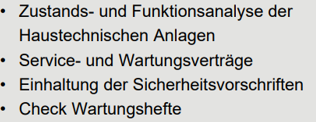 • Zustands- und Funktionsanalyse der
Haustechnischen Anlagen
• Service- und Wartungsverträge
• Einhaltung der Sicherheitsvorschriften
• Check Wartungshefte